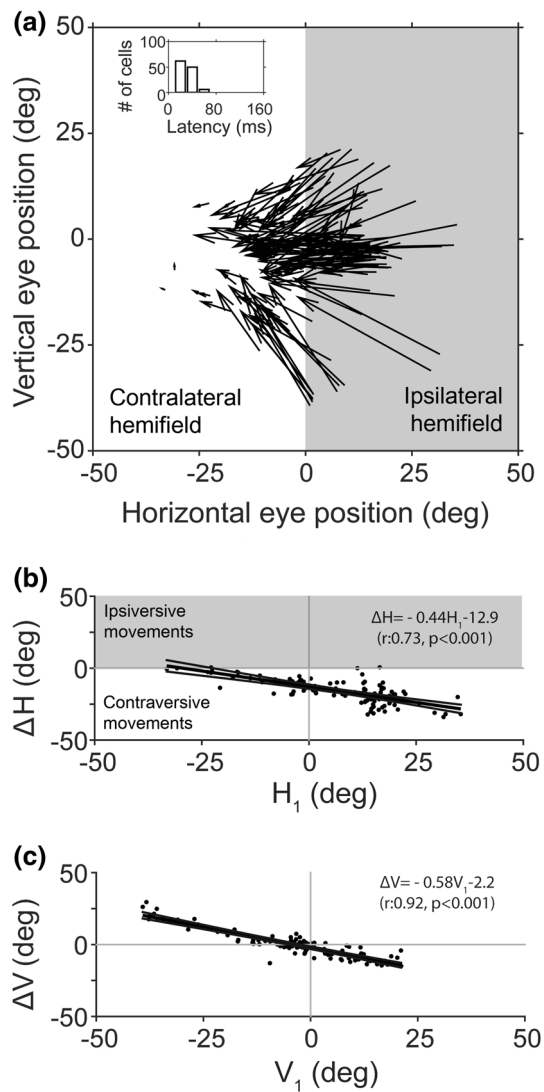 (a)
50
25
0
-25
-50
Vertical eye position (deg)
100
50
0
# of cells
0 80 160
Latency (ms)
Contralateral
hemifield
Ipsilateral
hemifield
-50 -25 0 25 50
Horizontal eye position (deg)
(b)
50
0
-50
ΔH (deg)
Ipsiversive
movements
ΔH= - 0.44H₁-12.9
(r:0.73, p<0.001)
Contraversive
movements
-50 -25 0 25 50
H₁ (deg)
(c)
50
0
-50
ΔV (deg)
ΔV= - 0.58V₁-2.2
(r:0.92, p<0.001)
-50 -25 0 25 50
V₁ (deg)